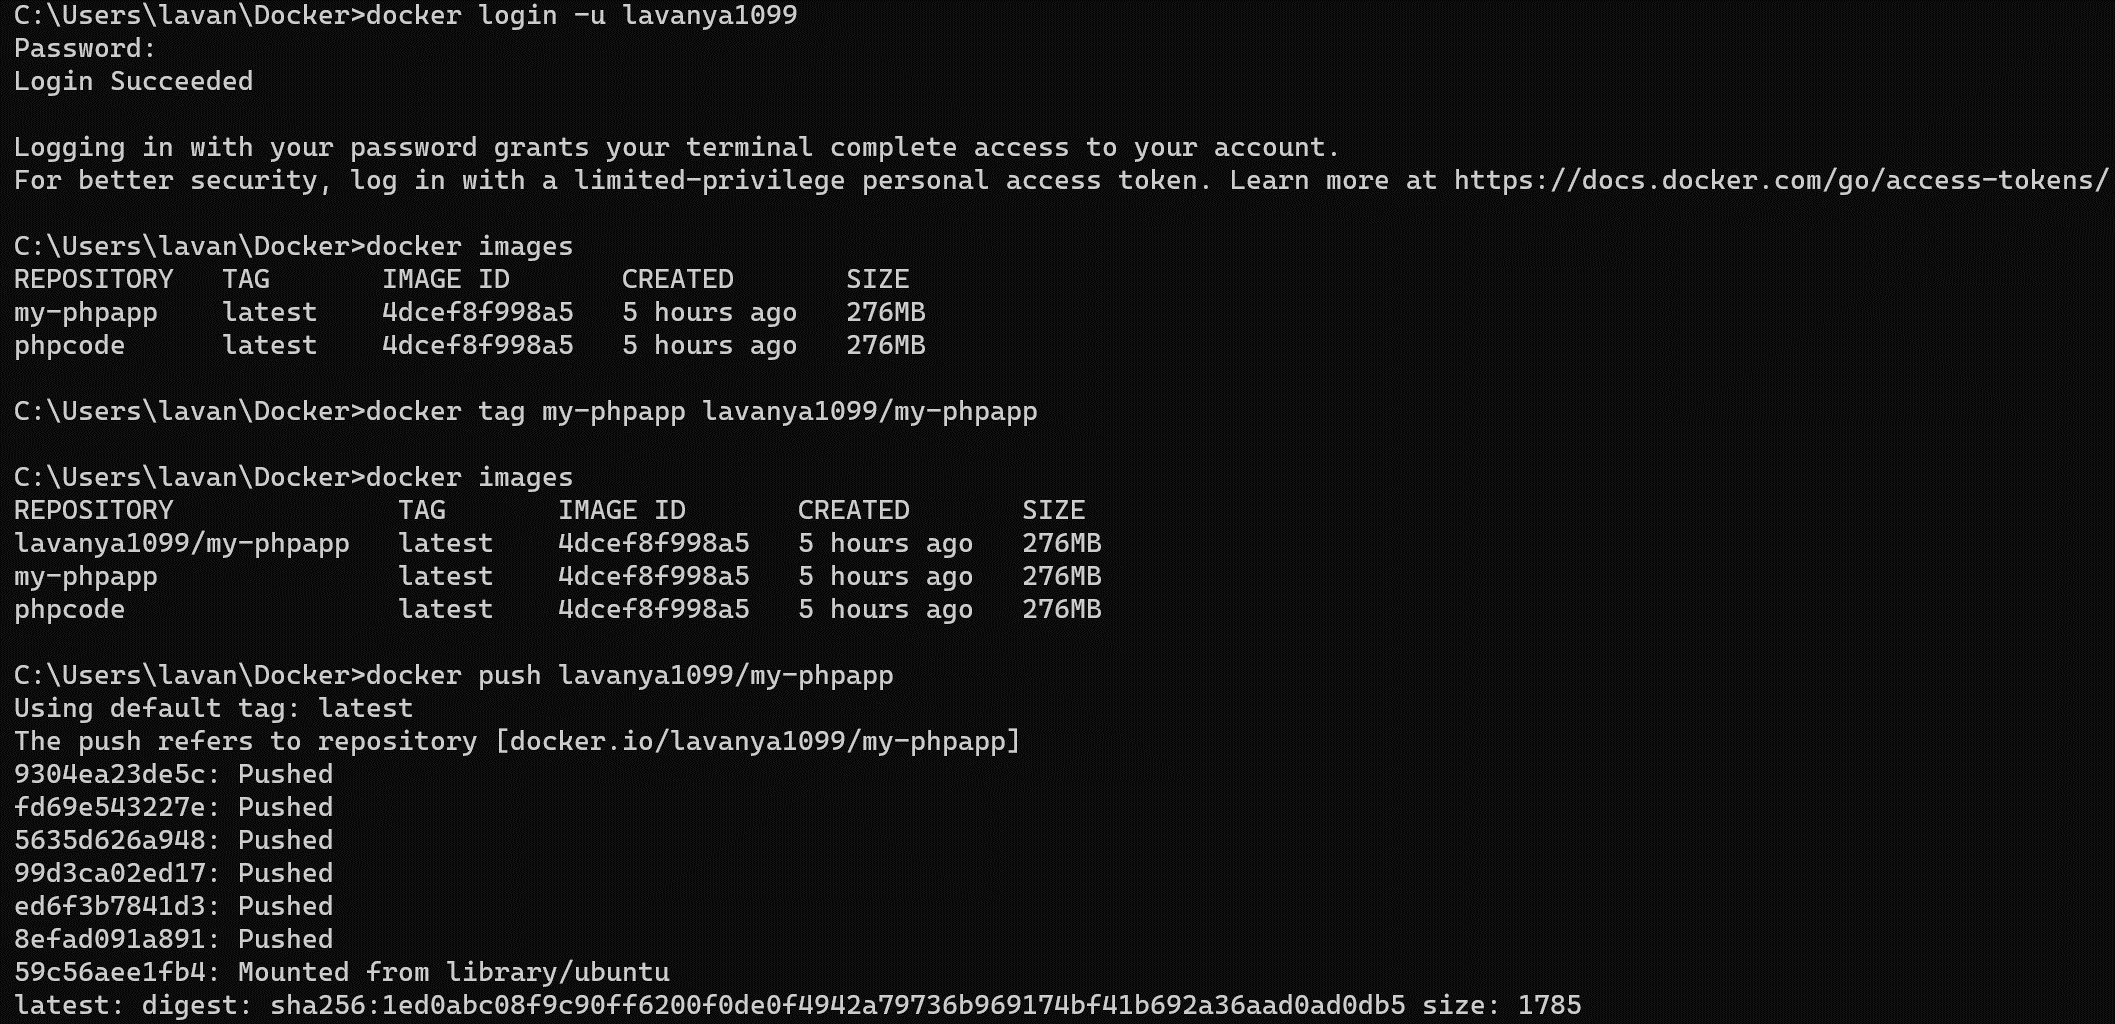 C:\Users\lavan\Docker>docker login -u lavanya1099
Password:
Login Succeeded
Logging in with your password grants your terminal complete access to your account.
For better security, log in with a limited-privilege personal access token. Learn more at https://docs.docker.com/go/access-tokens/
C:\Users\lavan\Docker>docker images
REPOSITORY   TAG       IMAGE ID       CREATED       SIZE
my-phpapp    latest    4dcef8f998a5   5 hours ago   276MB
phpcode      latest    4dcef8f998a5   5 hours ago   276MB
C:\Users\lavan\Docker>docker tag my-phpapp lavanya1099/my-phpapp
C:\Users\lavan\Docker>docker images
REPOSITORY              TAG       IMAGE ID       CREATED       SIZE
lavanya1099/my-phpapp   latest    4dcef8f998a5   5 hours ago   276MB
my-phpapp               latest    4dcef8f998a5   5 hours ago   276MB
phpcode                 latest    4dcef8f998a5   5 hours ago   276MB
C:\Users\lavan\Docker>docker push lavanya1099/my-phpapp
Using default tag: latest
The push refers to repository [docker.io/lavanya1099/my-phpapp]
9304ea23de5c: Pushed
fd69e543227e: Pushed
5635d626a948: Pushed
99d3ca02ed17: Pushed
ed6f3b7841d3: Pushed
8efad091a891: Pushed
59c56aee1fb4: Mounted from library/ubuntu
latest: digest: sha256:1ed0abc08f9c90ff6200f0de0f4942a79736b969174bf41b692a36aad0ad0db5 size: 1785